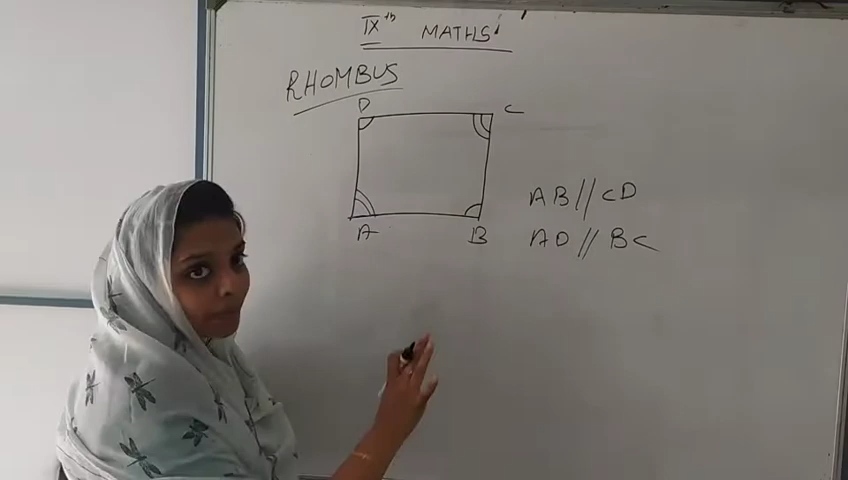 IXth MATHS
RHOMBUS
D C
A B
AB // CD
AD // BC